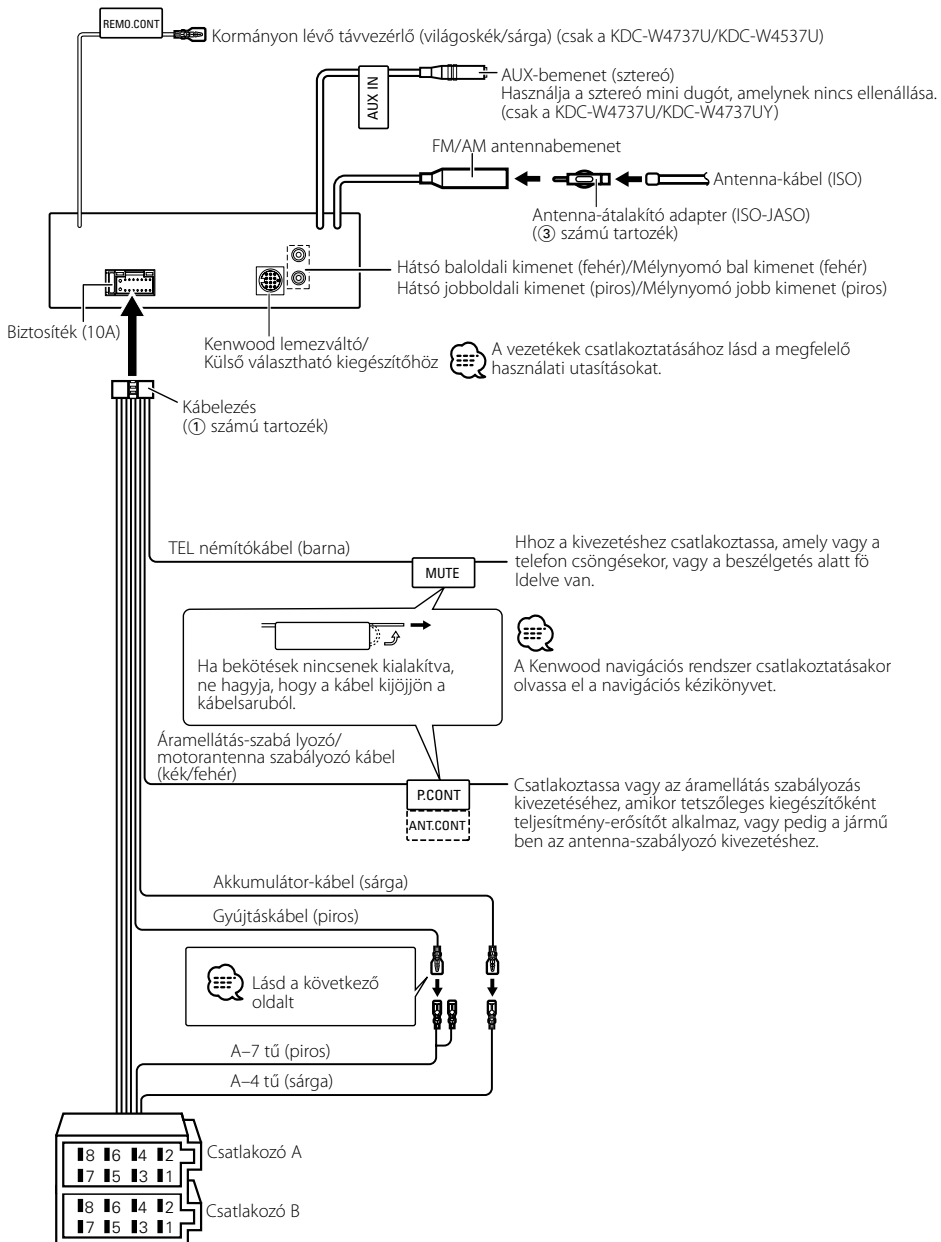 REMO.CONT
Kormányon lévő távvezérlő (világoskék/sárga) (csak a KDC-W4737U/KDC-W4537U)
AUX IN
AUX-bemenet (sztereó)
Használja a sztereó mini dugót, amelynek nincs ellenállása.
(csak a KDC-W4737U/KDC-W4737UY)
FM/AM antennabemenet
Antenna-kábel (ISO)
Antenna-átalakító adapter (ISO-JASO)
(③ számú tartozék)
Hátsó baloldali kimenet (fehér)/Mélynyomó bal kimenet (fehér)
Hátsó jobboldali kimenet (piros)/Mélynyomó jobb kimenet (piros)
Biztosíték (10A)
Kenwood lemezváltó/
Külső választható kiegészítőhöz
A vezetékek csatlakoztatásához lásd a megfelelő
használati utasításokat.
Kábelezés
(① számú tartozék)
TEL némítókábel (barna)
MUTE
Hhoz a kivezetéshez csatlakoztassa, amely vagy a
telefon csöngésekor, vagy a beszélgetés alatt fö
ldelve van.
Ha bekötések nincsenek kialakítva,
ne hagyja, hogy a kábel kijöjjön a
kábelsaruból.
A Kenwood navigációs rendszer csatlakoztatásakor
olvassa el a navigációs kézikönyvet.
Áramellátás-szabá lyozó/
motorantenna szabályozó kábel
(kék/fehér)
P.CONT
ANT.CONT
Csatlakoztassa vagy az áramellátás szabályozás
kivezetéséhez, amikor tetszőleges kiegészítőként
teljesítmény-erősítőt alkalmaz, vagy pedig a jármű
ben az antenna-szabályozó kivezetéshez.
Akkumulátor-kábel (sárga)
Gyújtáskábel (piros)
Lásd a következő
oldalt
A–7 tű (piros)
A–4 tű (sárga)
8 6 4 2
7 5 3 1
Csatlakozó A
8 6 4 2
7 5 3 1
Csatlakozó B